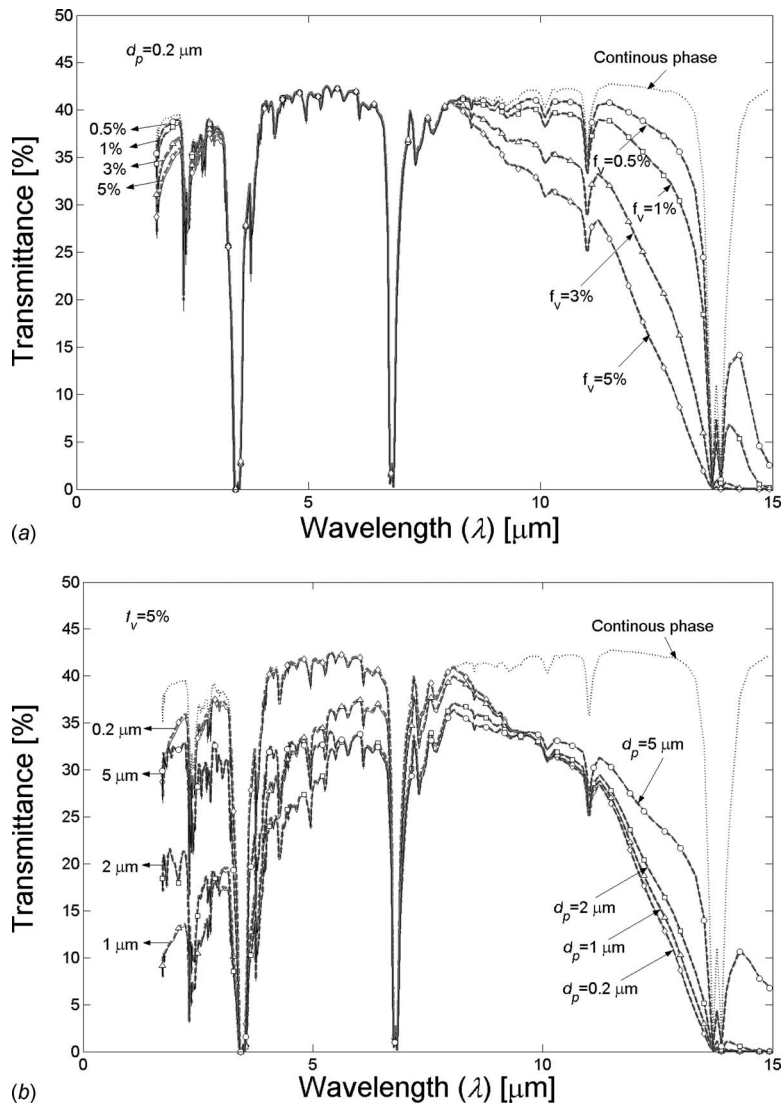 50
45
40
35
30
25
20
15
10
5
0
Transmittance [%]
d_p=0.2 μm
Continous phase
0.5%
1%
3%
5%
f_v=0.5%
f_v=1%
f_v=3%
f_v=5%
0 5 10 15
Wavelength (λ) [μm]
(a)
50
45
40
35
30
25
20
15
10
5
0
Transmittance [%]
f_v=5%
Continous phase
0.2 μm
5 μm
2 μm
1 μm
d_p=5 μm
d_p=2 μm
d_p=1 μm
d_p=0.2 μm
0 5 10 15
Wavelength (λ) [μm]
(b)